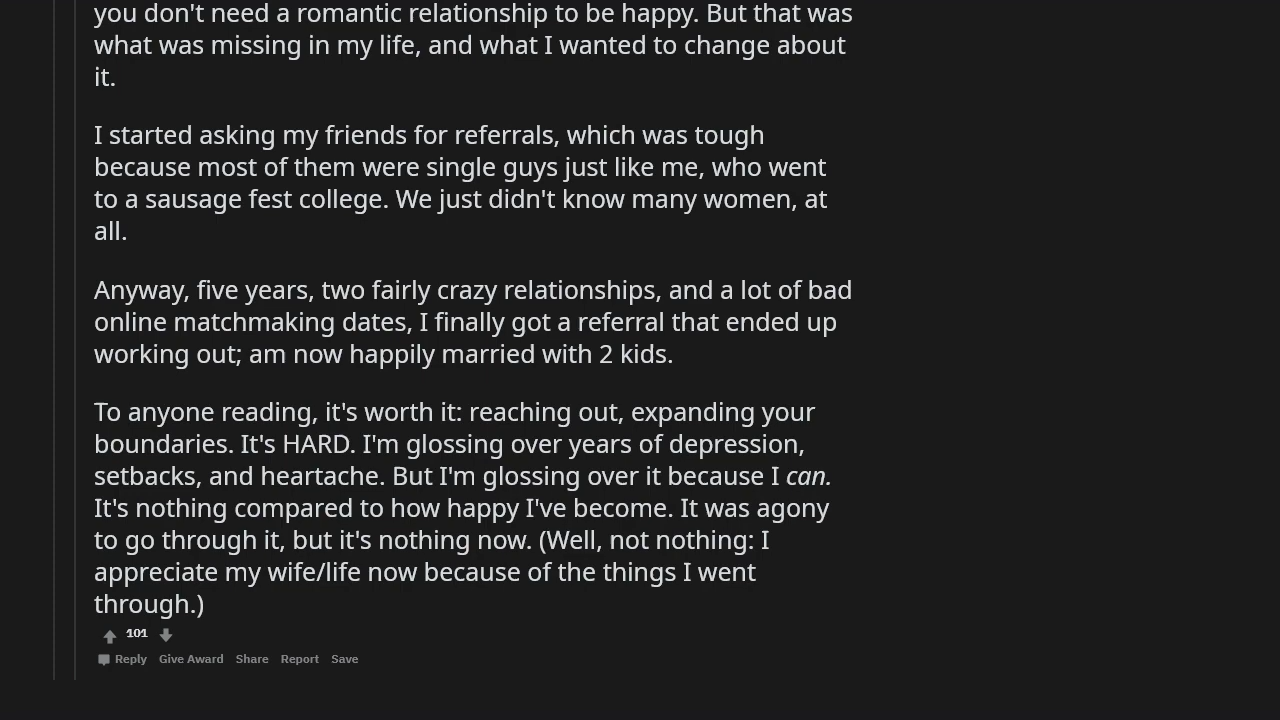 you don't need a romantic relationship to be happy. But that was
what was missing in my life, and what I wanted to change about
it.
I started asking my friends for referrals, which was tough
because most of them were single guys just like me, who went
to a sausage fest college. We just didn't know many women, at
all.
Anyway, five years, two fairly crazy relationships, and a lot of bad
online matchmaking dates, I finally got a referral that ended up
working out; am now happily married with 2 kids.
To anyone reading, it's worth it: reaching out, expanding your
boundaries. It's HARD. I'm glossing over years of depression,
setbacks, and heartache. But I'm glossing over it because I can.
It's nothing compared to how happy I've become. It was agony
to go through it, but it's nothing now. (Well, not nothing: I
appreciate my wife/life now because of the things I went
through.)
101
Reply Give Award Share Report Save